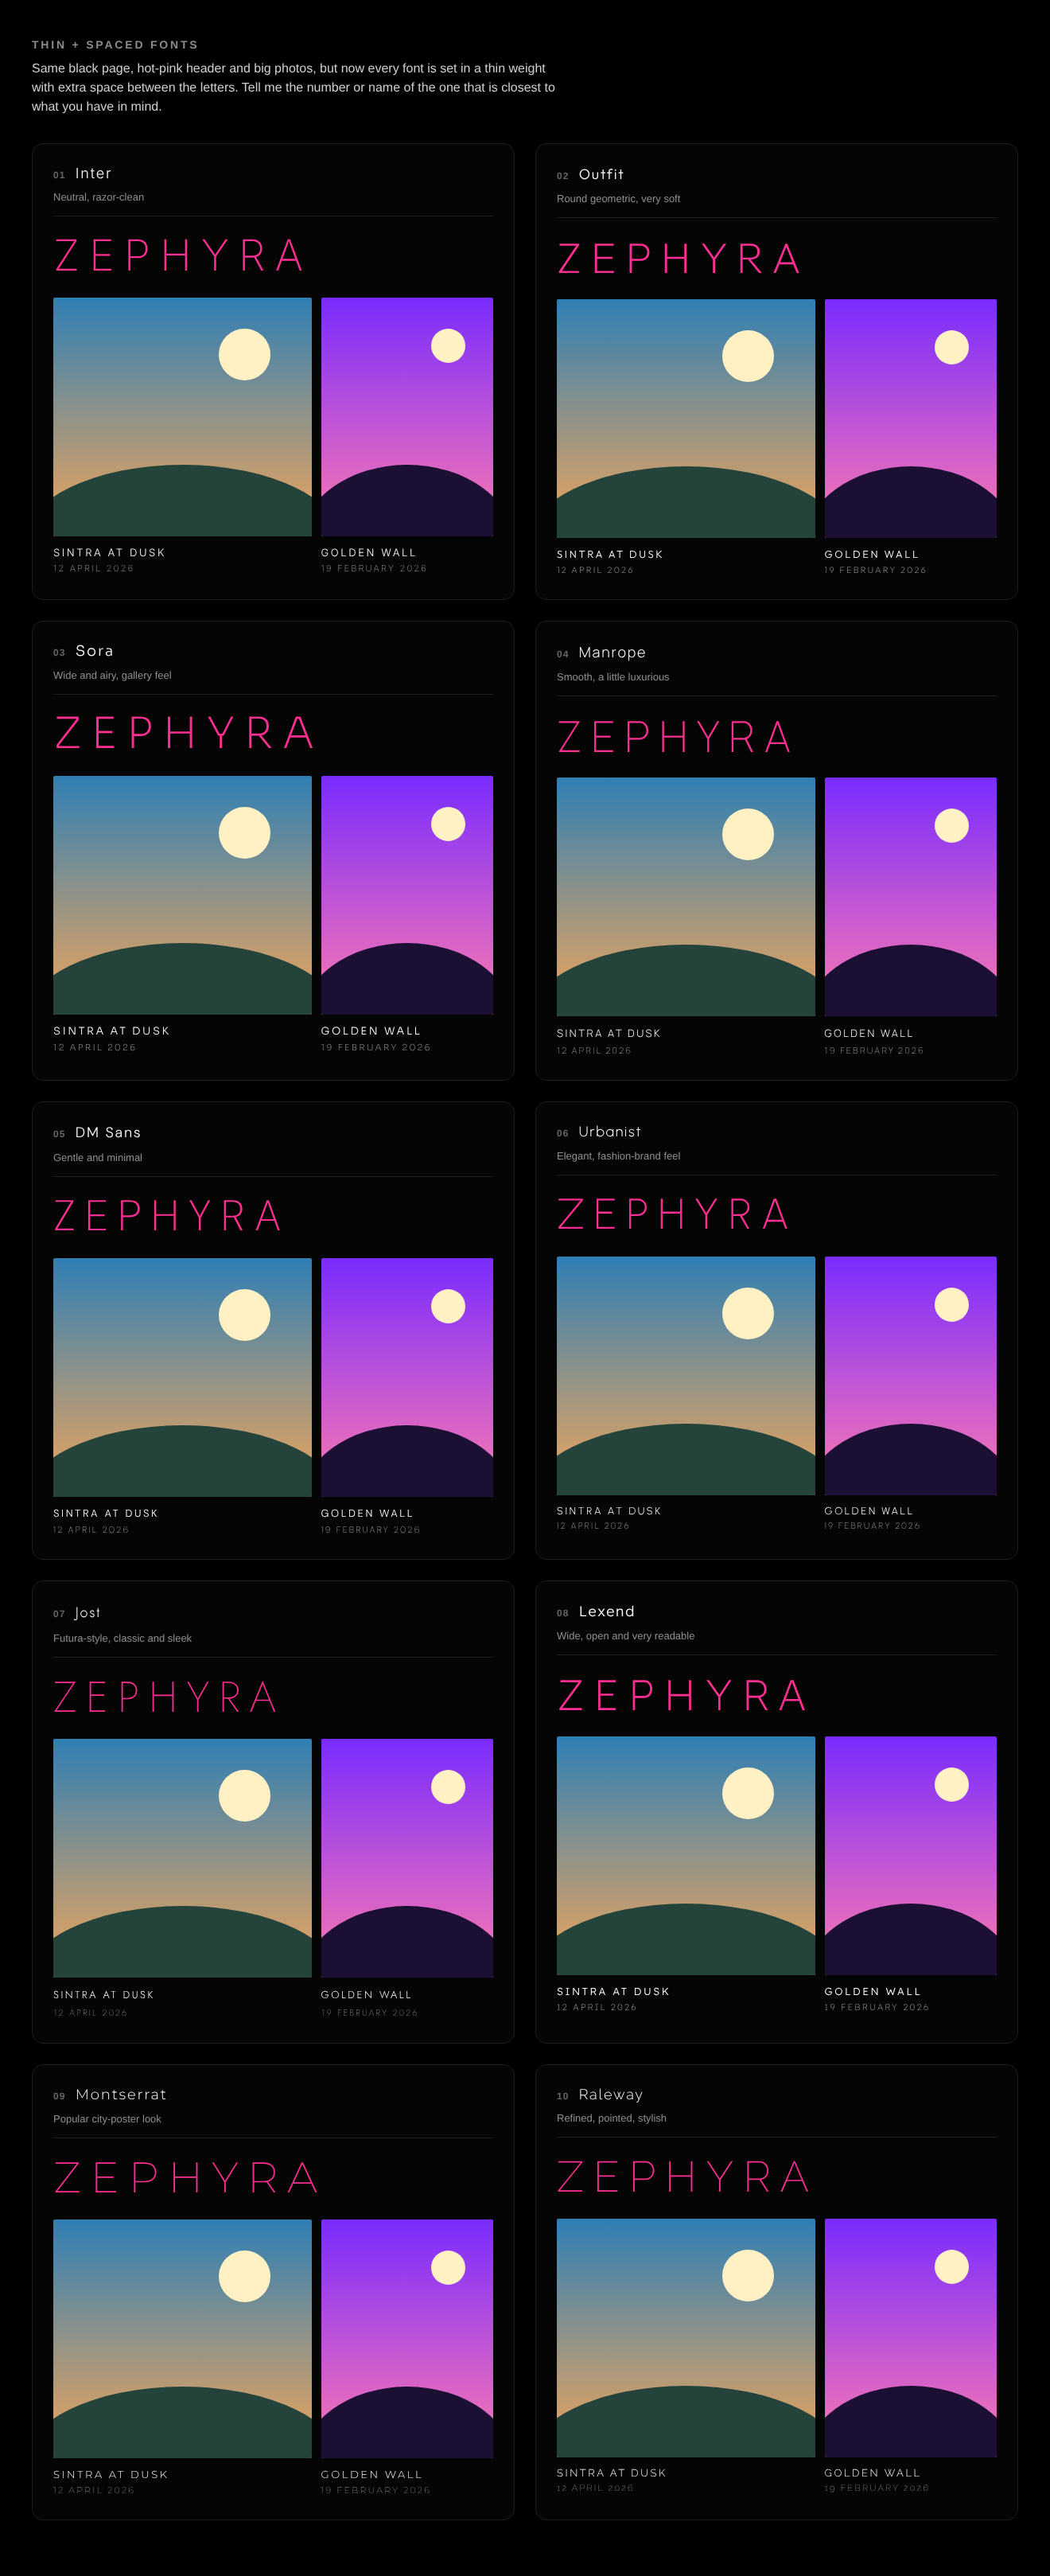 THIN + SPACED FONTS
Same black page, hot-pink header and big photos, but now every font is set in a thin weight
with extra space between the letters. Tell me the number or name of the one that is closest to
what you have in mind.
01 Inter
Neutral, razor-clean
ZEPHYRA
SINTRA AT DUSK
12 APRIL 2026
GOLDEN WALL
19 FEBRUARY 2026
02 Outfit
Round geometric, very soft
ZEPHYRA
SINTRA AT DUSK
12 APRIL 2026
GOLDEN WALL
19 FEBRUARY 2026
03 Sora
Wide and airy, gallery feel
ZEPHYRA
SINTRA AT DUSK
12 APRIL 2026
GOLDEN WALL
19 FEBRUARY 2026
04 Manrope
Smooth, a little luxurious
ZEPHYRA
SINTRA AT DUSK
12 APRIL 2026
GOLDEN WALL
19 FEBRUARY 2026
05 DM Sans
Gentle and minimal
ZEPHYRA
SINTRA AT DUSK
12 APRIL 2026
GOLDEN WALL
19 FEBRUARY 2026
06 Urbanist
Elegant, fashion-brand feel
ZEPHYRA
SINTRA AT DUSK
12 APRIL 2026
GOLDEN WALL
19 FEBRUARY 2026
07 Jost
Futura-style, classic and sleek
ZEPHYRA
SINTRA AT DUSK
12 APRIL 2026
GOLDEN WALL
19 FEBRUARY 2026
08 Lexend
Wide, open and very readable
ZEPHYRA
SINTRA AT DUSK
12 APRIL 2026
GOLDEN WALL
19 FEBRUARY 2026
09 Montserrat
Popular city-poster look
ZEPHYRA
SINTRA AT DUSK
12 APRIL 2026
GOLDEN WALL
19 FEBRUARY 2026
10 Raleway
Refined, pointed, stylish
ZEPHYRA
SINTRA AT DUSK
12 APRIL 2026
GOLDEN WALL
19 FEBRUARY 2026